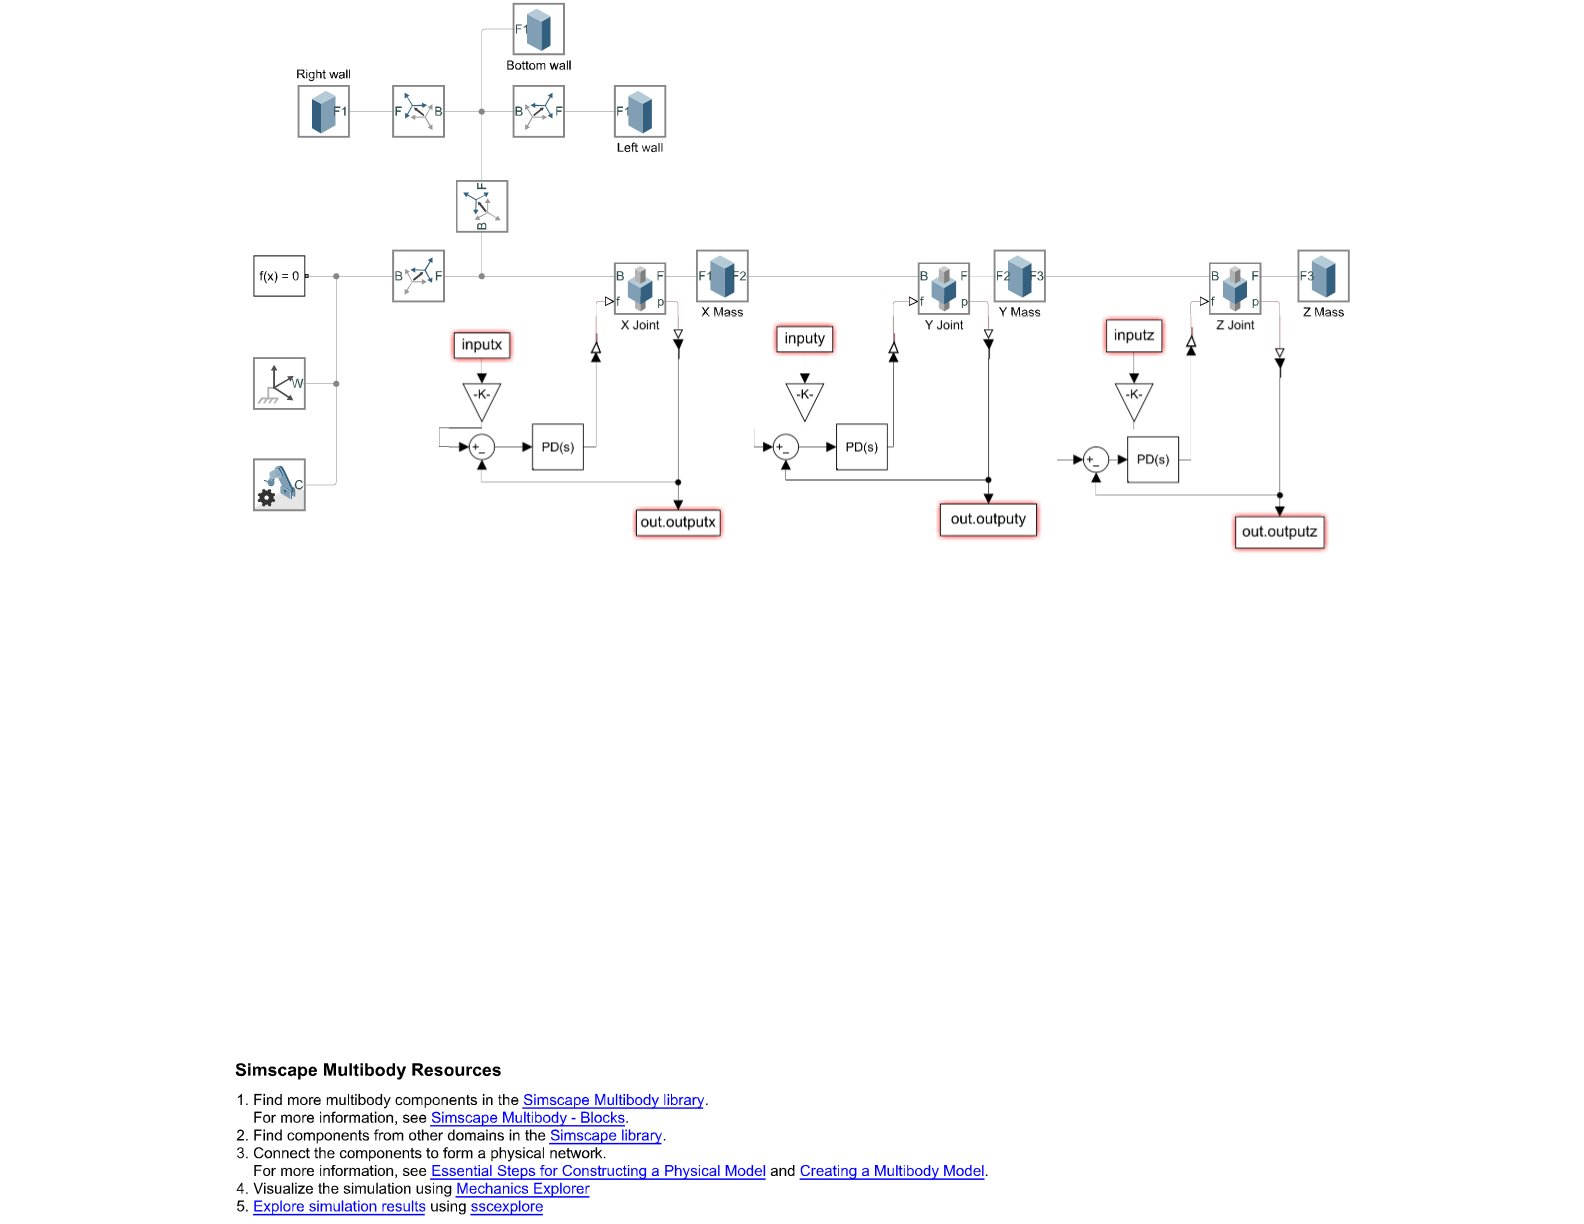 F1
Bottom wall
Right wall
F1
F
B
B
F
F1
Left wall
F
B
f(x) = 0
B
F
B
F
f
p
X Joint
F1
F2
X Mass
B
F
f
p
Y Joint
F2
F3
Y Mass
B
F
f
p
Z Joint
F3
Z Mass
inputx
inputy
inputz
W
-K-
-K-
-K-
PD(s)
PD(s)
PD(s)
C
out.outputx
out.outputy
out.outputz
Simscape Multibody Resources
1. Find more multibody components in the Simscape Multibody library.
For more information, see Simscape Multibody - Blocks.
2. Find components from other domains in the Simscape library.
3. Connect the components to form a physical network.
For more information, see Essential Steps for Constructing a Physical Model and Creating a Multibody Model.
4. Visualize the simulation using Mechanics Explorer
5. Explore simulation results using sscexplore